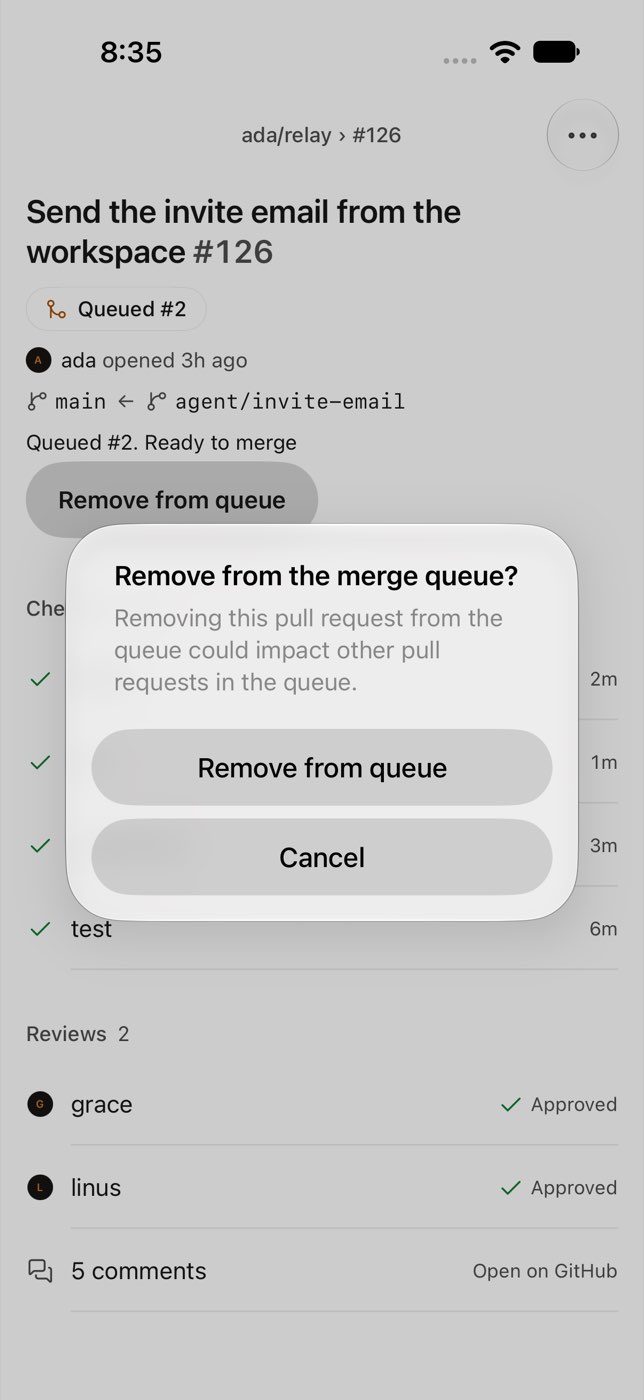 8:35
ada/relay › #126
Send the invite email from the
workspace #126
Queued #2
A ada opened 3h ago
main ← agent/invite-email
Queued #2. Ready to merge
Remove from queue
Remove from the merge queue?
Removing this pull request from the
queue could impact other pull
requests in the queue.
Remove from queue
Cancel
Che
2m
1m
3m
test 6m
Reviews 2
G grace Approved
L linus Approved
5 comments Open on GitHub